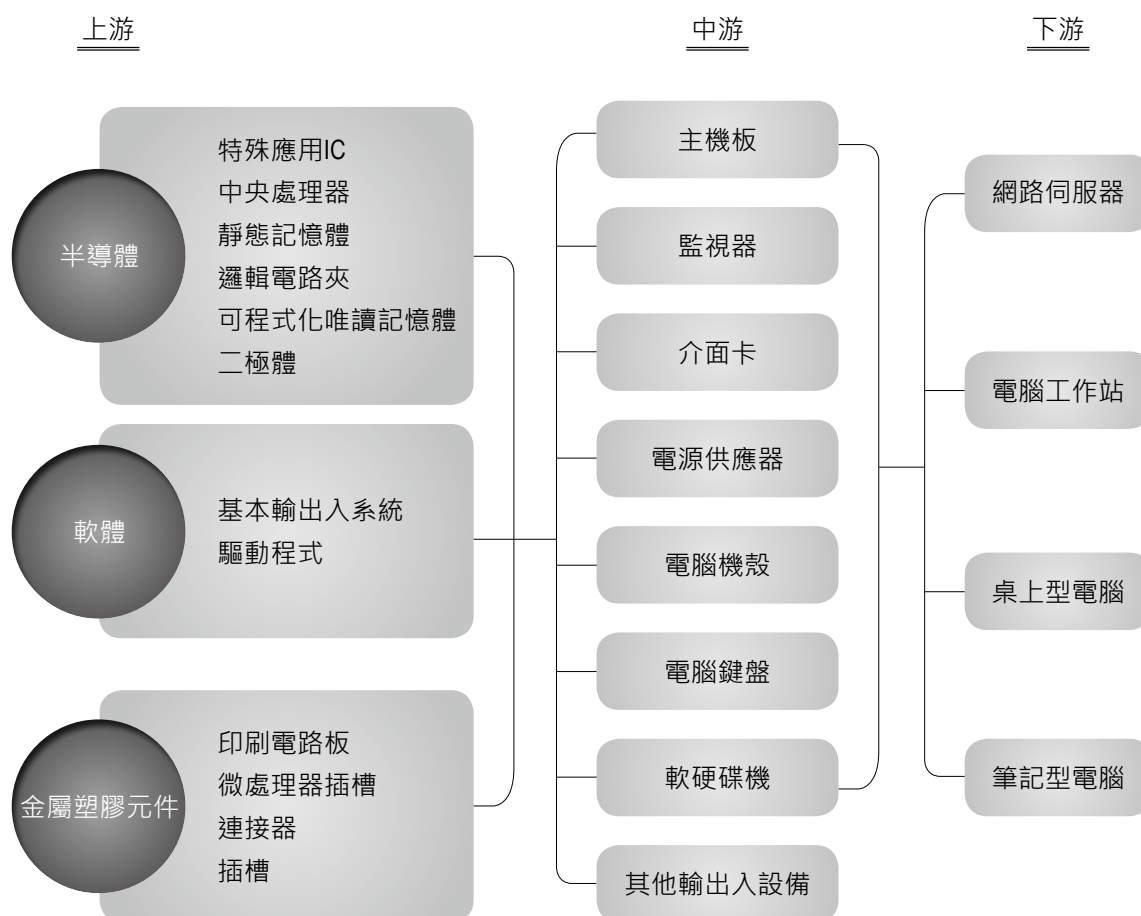 上游
中游
下游
半導體
特殊應用IC
中央處理器
靜態記憶體
邏輯電路夾
可程式化唯讀記憶體
二極體
軟體
基本輸出入系統
驅動程式
金屬塑膠元件
印刷電路板
微處理器插槽
連接器
插槽
主機板
監視器
介面卡
電源供應器
電腦機殼
電腦鍵盤
軟硬碟機
其他輸出入設備
網路伺服器
電腦工作站
桌上型電腦
筆記型電腦